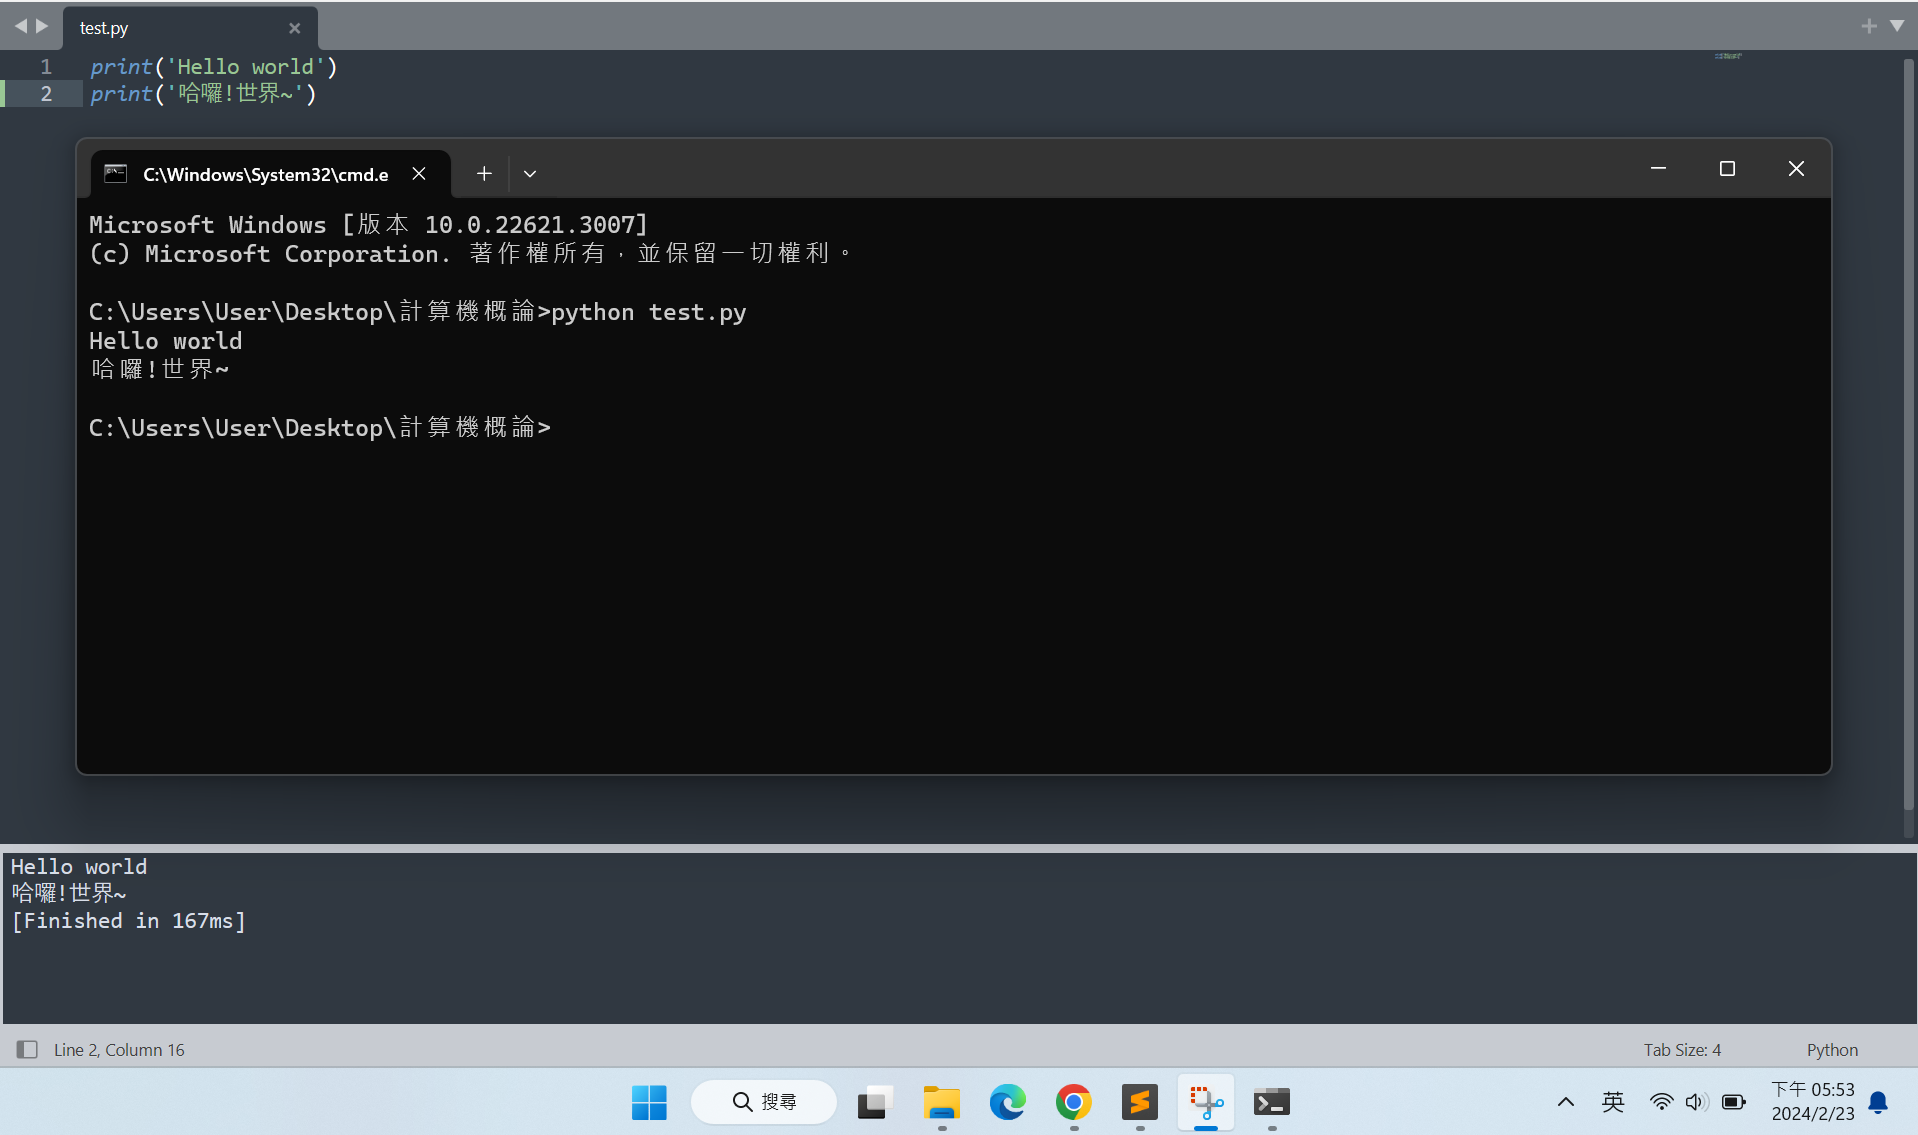 test.py
1 print('Hello world')
2 print('哈囉!世界~')
C:\Windows\System32\cmd.e
Microsoft Windows [版本 10.0.22621.3007]
(c) Microsoft Corporation. 著作權所有，並保留一切權利。
C:\Users\User\Desktop\計算機概論>python test.py
Hello world
哈囉!世界~
C:\Users\User\Desktop\計算機概論>
Hello world
哈囉!世界~
[Finished in 167ms]
Line 2, Column 16
Tab Size: 4
Python
搜尋
英
下午 05:53
2024/2/23